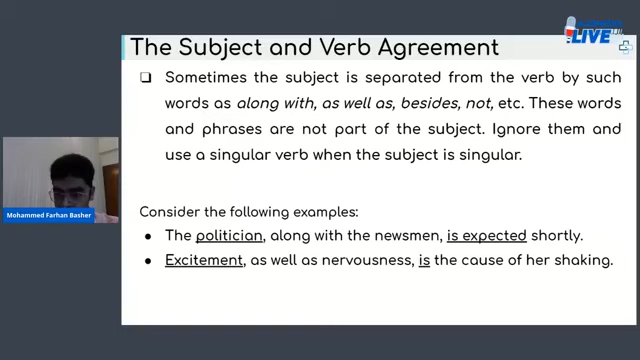 LIVE
The Subject and Verb Agreement
❑ Sometimes the subject is separated from the verb by such
words as along with, as well as, besides, not, etc. These words
and phrases are not part of the subject. Ignore them and
use a singular verb when the subject is singular.
Consider the following examples:
● The politician, along with the newsmen, is expected shortly.
● Excitement, as well as nervousness, is the cause of her shaking.
Mohammed Farhan Basher